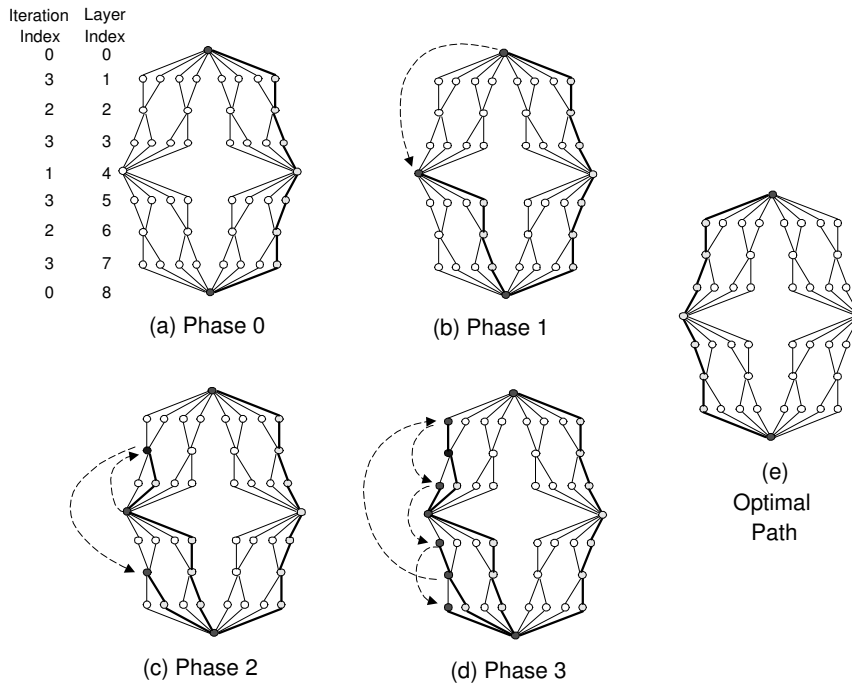 Iteration Layer
Index Index
0 0
3 1
2 2
3 3
1 4
3 5
2 6
3 7
0 8
(a) Phase 0
(b) Phase 1
(c) Phase 2
(d) Phase 3
(e)
Optimal
Path